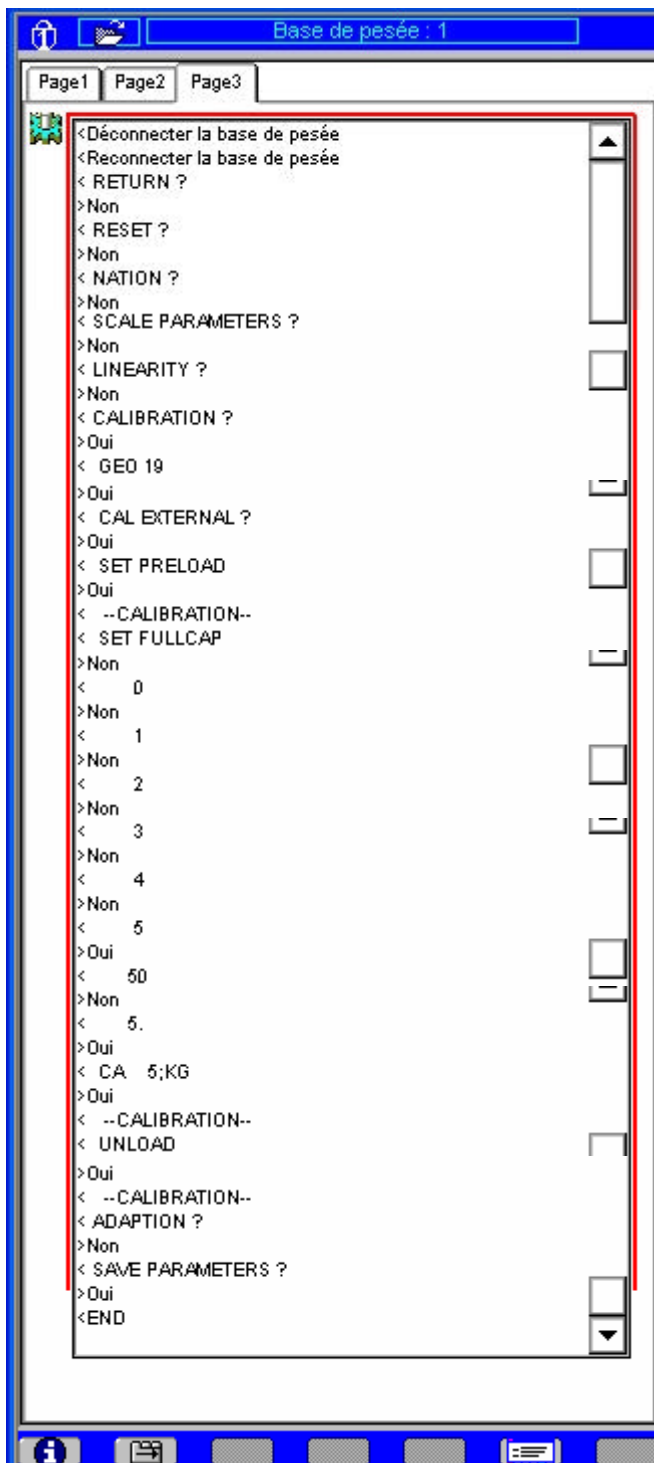 Base de pesée : 1
Page1 Page2 Page3
<Déconnecter la base de pesée
<Reconnecter la base de pesée
< RETURN ?
>Non
< RESET ?
>Non
< NATION ?
>Non
< SCALE PARAMETERS ?
>Non
< LINEARITY ?
>Non
< CALIBRATION ?
>Oui
< GEO 19
>Oui
< CAL EXTERNAL ?
>Oui
< SET PRELOAD
>Oui
< --CALIBRATION--
< SET FULLCAP
>Non
< 0
>Non
< 1
>Non
< 2
>Non
< 3
>Non
< 4
>Non
< 5
>Oui
< 50
>Non
< 5.
>Oui
< CA 5;KG
>Oui
< --CALIBRATION--
< UNLOAD
>Oui
< --CALIBRATION--
< ADAPTION ?
>Non
< SAVE PARAMETERS ?
>Oui
<END